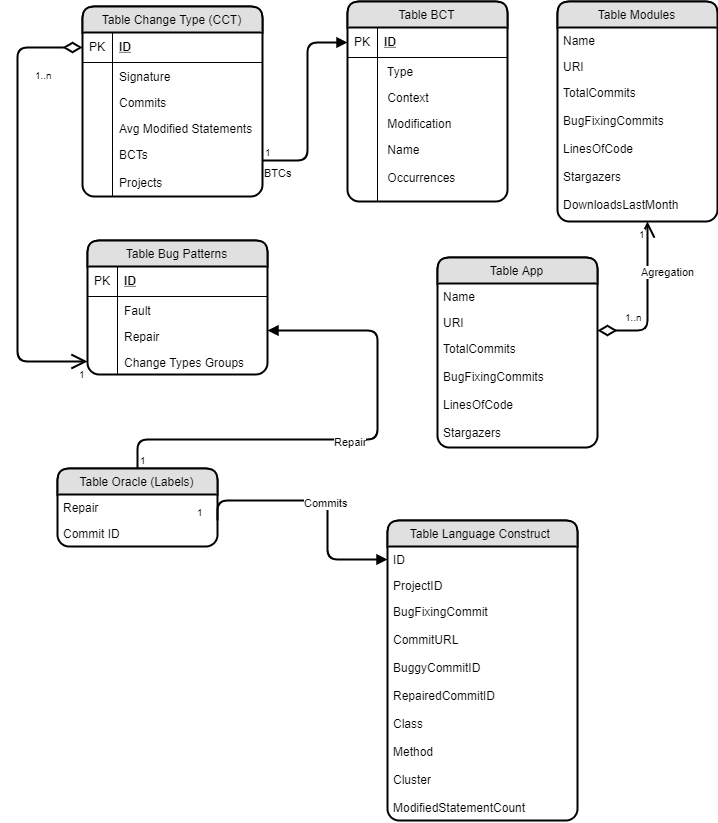 Table Change Type (CCT)
PK ID
Signature
Commits
Avg Modified Statements
BCTs
Projects
1..n
1
BTCs
Table BCT
PK ID
Type
Context
Modification
Name
Occurrences
Table Modules
Name
URI
TotalCommits
BugFixingCommits
LinesOfCode
Stargazers
DownloadsLastMonth
1
Agregation
1..n
Table Bug Patterns
PK ID
Fault
Repair
Change Types Groups
1
Table App
Name
URI
TotalCommits
BugFixingCommits
LinesOfCode
Stargazers
Repair
1
Table Oracle (Labels)
Repair
Commit ID
1
Commits
Table Language Construct
ID
ProjectID
BugFixingCommit
CommitURL
BuggyCommitID
RepairedCommitID
Class
Method
Cluster
ModifiedStatementCount